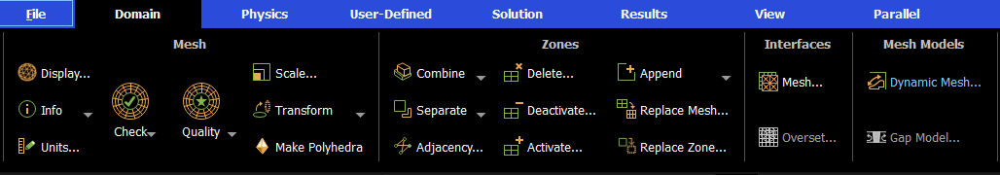 File Domain Physics User-Defined Solution Results View Parallel
Mesh Zones Interfaces Mesh Models
Display... Scale... Combine Delete... Append Mesh... Dynamic Mesh...
Info Transform Separate Deactivate... Replace Mesh...
Check Quality
Units... Make Polyhedra Adjacency... Activate... Replace Zone... Overset... Gap Model...